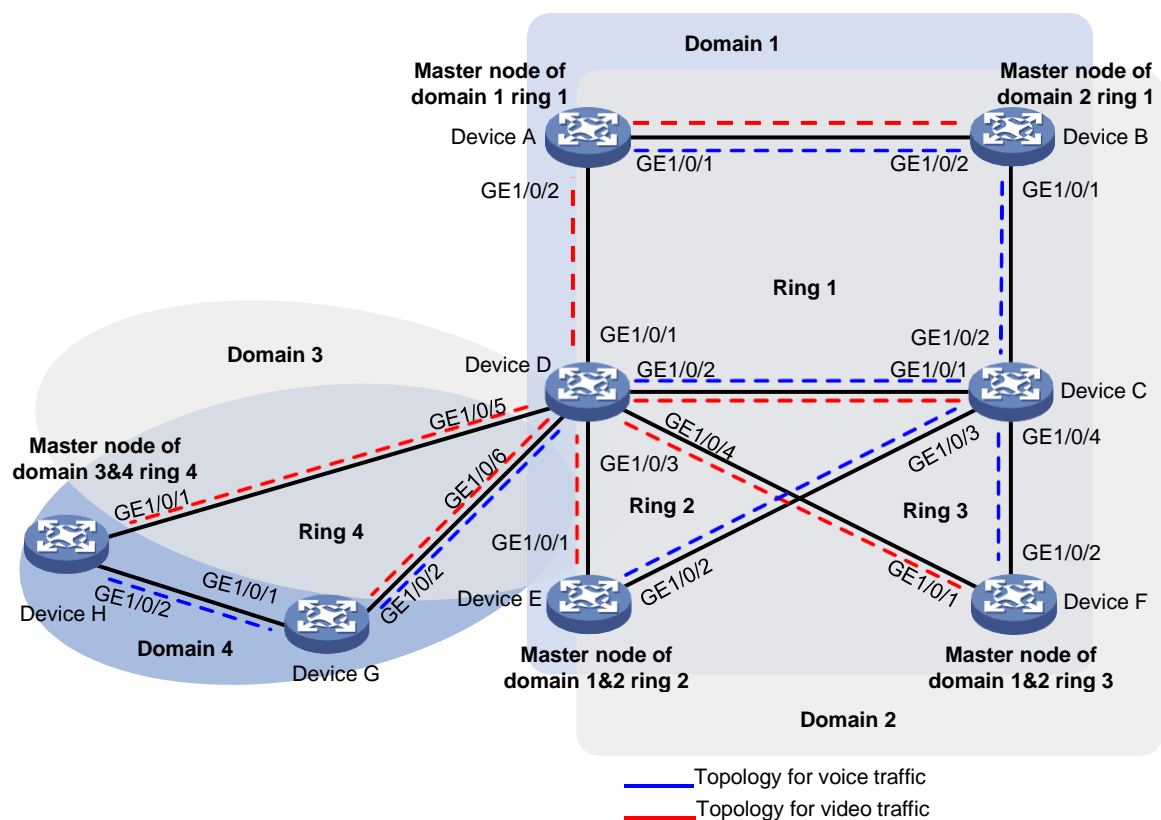 Domain 1
Master node of
domain 1 ring 1
Master node of
domain 2 ring 1
Device A
Device B
GE1/0/1
GE1/0/2
GE1/0/2
GE1/0/1
Ring 1
GE1/0/1
GE1/0/2
Domain 3
Device D
GE1/0/2
GE1/0/1
Device C
GE1/0/5
GE1/0/4
GE1/0/3
GE1/0/4
Master node of
domain 3&4 ring 4
GE1/0/6
GE1/0/3
GE1/0/1
Ring 2
Ring 3
Ring 4
GE1/0/1
GE1/0/2
GE1/0/1
GE1/0/2
GE1/0/2
GE1/0/1
GE1/0/2
Device H
Device E
Device F
Domain 4
Device G
Master node of
domain 1&2 ring 2
Master node of
domain 1&2 ring 3
Domain 2
Topology for voice traffic
Topology for video traffic